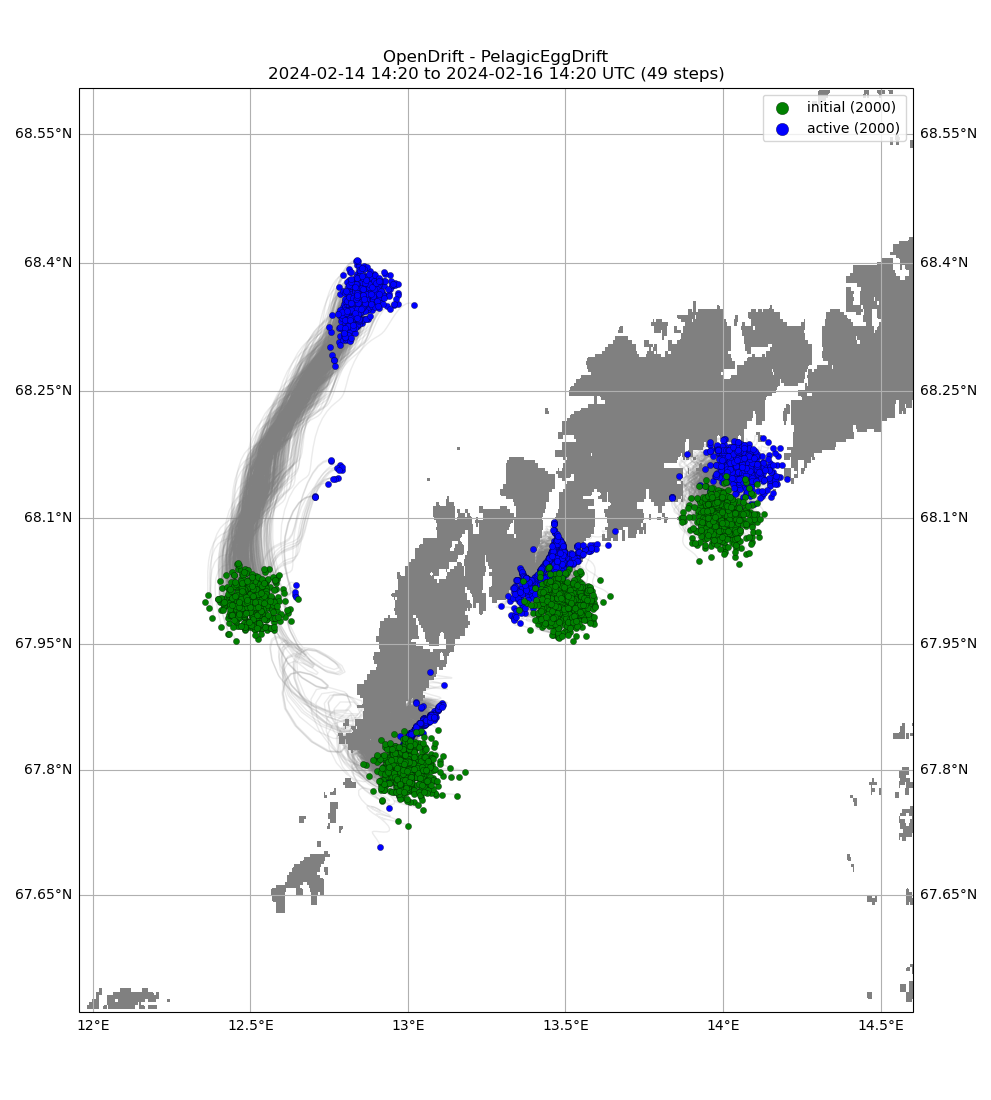 OpenDrift - PelagicEggDrift
2024-02-14 14:20 to 2024-02-16 14:20 UTC (49 steps)
initial (2000)
active (2000)
68.55°N
68.55°N
68.4°N
68.4°N
68.25°N
68.25°N
68.1°N
68.1°N
67.95°N
67.95°N
67.8°N
67.8°N
67.65°N
67.65°N
12°E
12.5°E
13°E
13.5°E
14°E
14.5°E